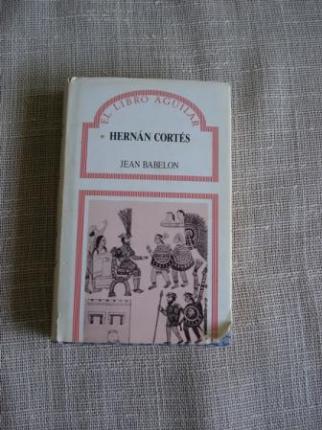 EL LIBRO AGUILAR
HERNÁN CORTÉS
JEAN BABELON